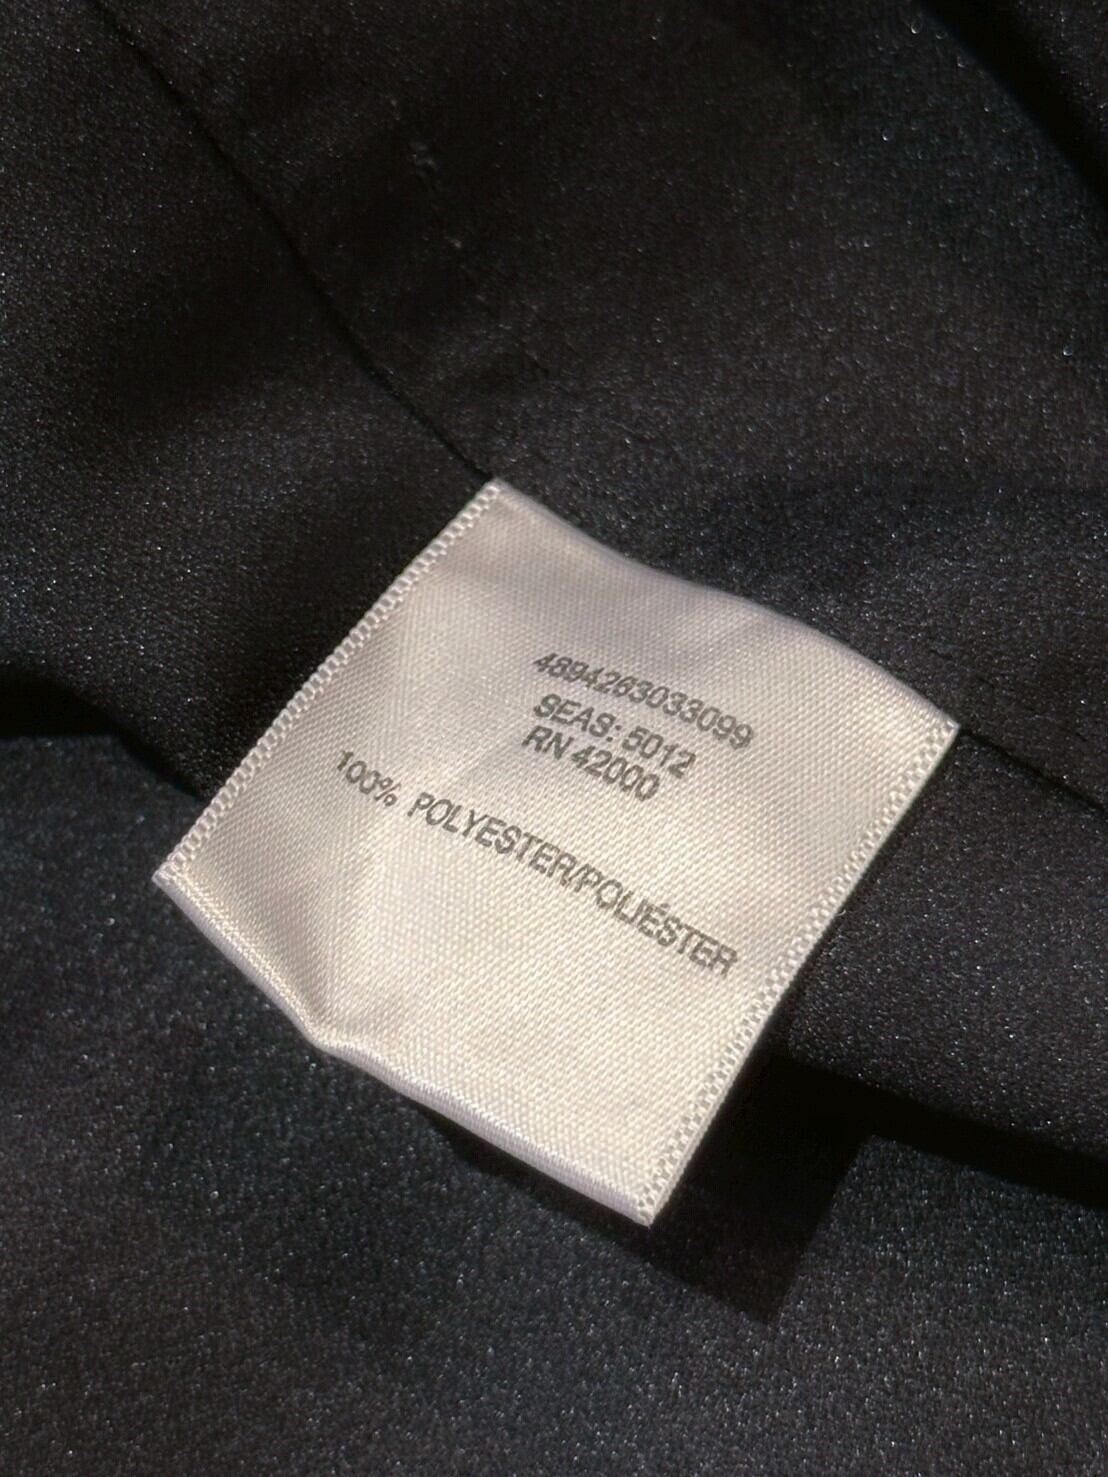 4894263033099
SEAS: 5012
RN 42000
100% POLYESTER/POLIÉSTER